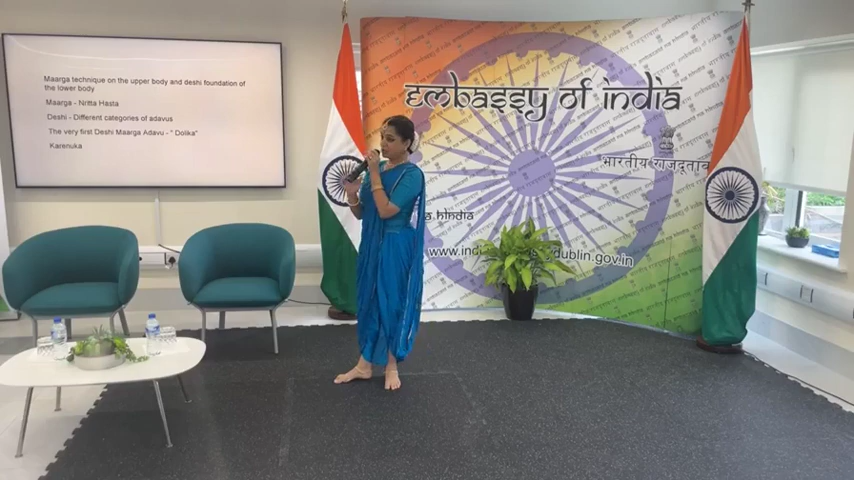 Maarga technique on the upper body and deshi foundation of
the lower body
Maarga - Nritta Hasta
Deshi - Different categories of adavus
The very first Deshi Maarga Adavu - " Dolika"
Karenuka
embassy of india
भारतीय राजदूतावा
www.indi
dublin.gov.in